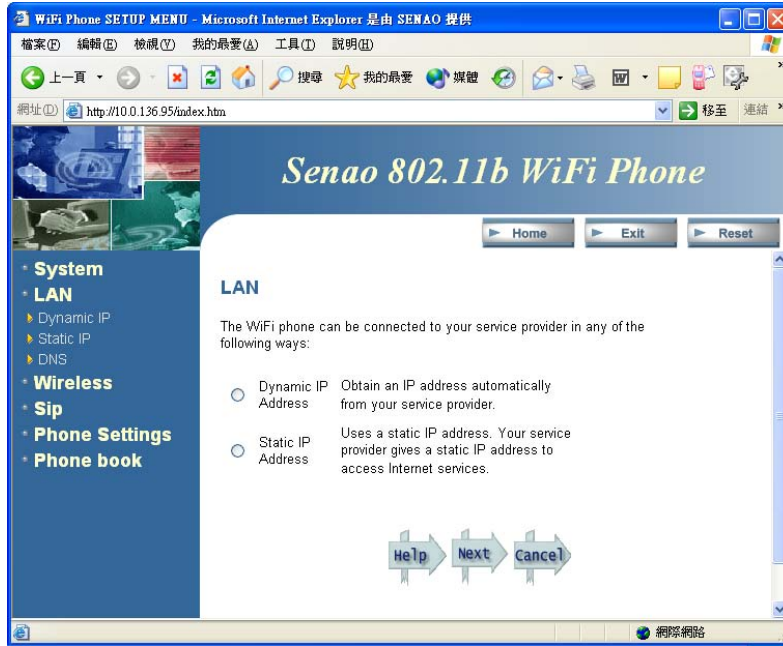 WiFi Phone SETUP MENU - Microsoft Internet Explorer 是由 SENAO 提供
檔案(F) 編輯(E) 檢視(V) 我的最愛(A) 工具(T) 說明(H)
上一頁 搜尋 我的最愛 媒體
網址(D) http://10.0.136.95/index.htm 移至 連結
Senao 802.11b WiFi Phone
Home Exit Reset
System
LAN
Dynamic IP
Static IP
DNS
Wireless
Sip
Phone Settings
Phone book
LAN
The WiFi phone can be connected to your service provider in any of the
following ways:
Dynamic IP
Address
Obtain an IP address automatically
from your service provider.
Static IP
Address
Uses a static IP address. Your service
provider gives a static IP address to
access Internet services.
Help Next Cancel
網際網路